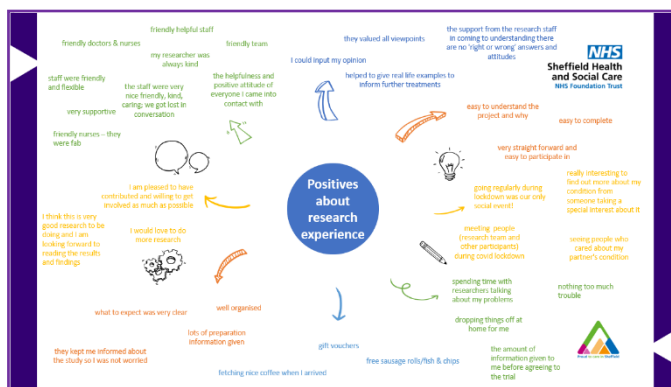 friendly helpful staff
friendly doctors & nurses
friendly team
my researcher was
always kind
staff were friendly
and flexible
the staff were very
nice friendly, kind,
caring; we got lost in
conversation
the helpfulness and
positive attitude of
everyone I came into
contact with
very supportive
friendly nurses – they
were fab
they valued all viewpoints
I could input my opinion
helped to give real life examples to
inform further treatments
the support from the research staff
in coming to understanding there
are no 'right or wrong' answers and
attitudes
NHS
Sheffield Health
and Social Care
NHS Foundation Trust
easy to understand the
project and why
easy to complete
very straight forward and
easy to participate in
Positives
about
research
experience
I am pleased to have
contributed and willing to get
involved as much as possible
I think this is very
good research to be
doing and I am
looking forward to
reading the results
and findings
I would love to do
more research
going regularly during
lockdown was our only
social event!
really interesting to
find out more about my
condition from
someone taking a
special interest about it
meeting people
(research team and
other participants)
during covid lockdown
seeing people who
cared about my
partner's condition
what to expect was very clear
well organised
lots of preparation
information given
they kept me informed about
the study so I was not worried.
gift vouchers
free sausage rolls/fish & chips
fetching nice coffee when I arrived
spending time with
researchers talking
about my problems
nothing too much
trouble
dropping things off at
home for me
the amount of
information given to
me before agreeing to
the trial